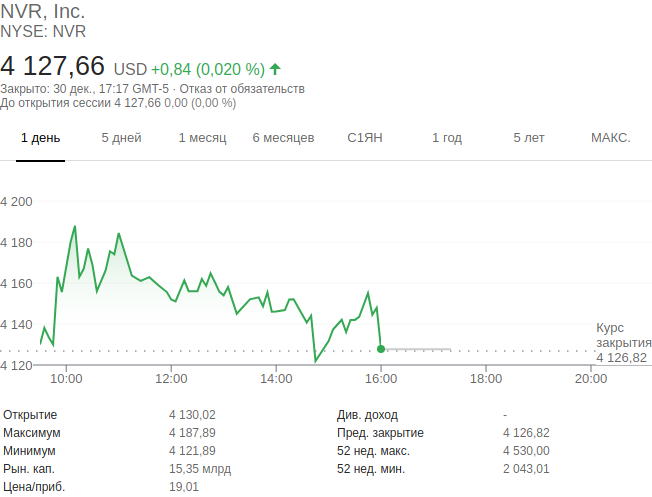 NVR, Inc.
NYSE: NVR
4 127,66 USD +0,84 (0,020 %)
Закрыто: 30 дек., 17:17 GMT-5 · Отказ от обязательств
До открытия сессии 4 127,66 0,00 (0,00 %)
1 день 5 дней 1 месяц 6 месяцев С1ЯН 1 год 5 лет МАКС.
4 200
4 180
4 160
4 140
4 120
Курс
закрытия
4 126,82
10:00 12:00 14:00 16:00 18:00 20:00
Открытие 4 130,02 Див. доход -
Максимум 4 187,89 Пред. закрытие 4 126,82
Минимум 4 121,89 52 нед. макс. 4 530,00
Рын. кап. 15,35 млрд 52 нед. мин. 2 043,01
Цена/приб. 19,01